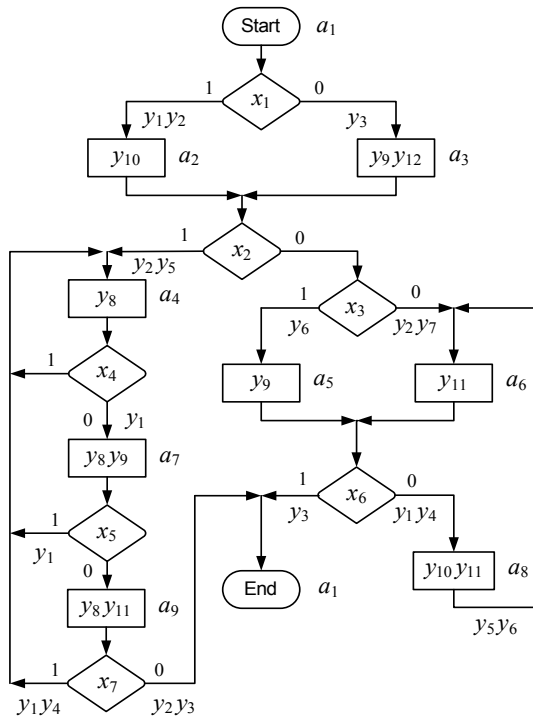 Start a₁
x₁
1 0
y₁y₂ y₃
y₁₀ a₂ y₉y₁₂ a₃
x₂
1 0
y₂y₅
y₈ a₄
x₃
1 0
y₆ y₂y₇
x₄
1
0 y₁
y₉ a₅ y₁₁ a₆
y₈y₉ a₇
x₆
1 0
y₃ y₁y₄
x₅
1
y₁
0
y₈y₁₁ a₉
End a₁
y₁₀y₁₁ a₈
y₅y₆
x₇
1 0
y₁y₄ y₂y₃